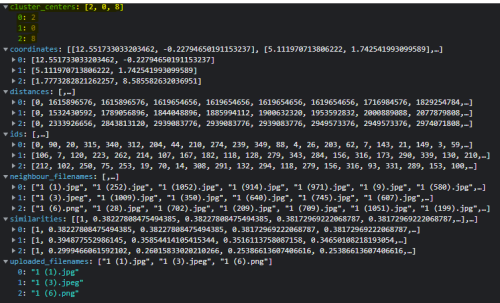 cluster_centers: [2, 0, 8]
0: 2
1: 0
2: 8
coordinates: [[12.551733033203462, -0.22794650191153237], [5.111970713806222, 1.742541993099589],…]
0: [12.551733033203462, -0.22794650191153237]
1: [5.111970713806222, 1.742541993099589]
2: [1.7773282821262257, 8.585582632036951]
distances: [,…]
0: [0, 1615896576, 1615896576, 1619654656, 1619654656, 1619654656, 1619654656, 1716984576, 1829254784,…]
1: [0, 1532430592, 1789056896, 1844048896, 1885994112, 1900632320, 1953592832, 2000889088, 2077879808,…]
2: [0, 2333926656, 2843813120, 2939083776, 2939083776, 2939083776, 2949573376, 2949573376, 2974071808,…]
ids: [,…]
0: [0, 90, 20, 315, 340, 312, 204, 44, 210, 274, 239, 349, 88, 4, 26, 203, 62, 7, 143, 21, 149, 3, 59,…]
1: [106, 7, 120, 223, 262, 214, 107, 167, 182, 118, 128, 279, 343, 284, 156, 316, 173, 290, 339, 130, 210,…]
2: [212, 102, 250, 75, 253, 19, 70, 14, 308, 291, 132, 294, 118, 279, 156, 316, 93, 331, 289, 153, 100,…]
neighbour_filenames: [,…]
0: ["1 (1).jpg", "1 (252).jpg", "1 (1052).jpg", "1 (914).jpg", "1 (971).jpg", "1 (9).jpg", "1 (580).jpg",…]
1: ["1 (3).jpeg", "1 (1009).jpg", "1 (350).jpg", "1 (640).jpg", "1 (745).jpg", "1 (607).jpg",…]
2: ["1 (6).png", "1 (28).jpg", "1 (702).jpg", "1 (209).jpg", "1 (709).jpg", "1 (1051).jpg", "1 (199).jpg",…]
similarities: [[1, 0.38227808475494385, 0.38227808475494385, 0.3817296922206878​7, 0.38172969222068787,…],…]
0: [1, 0.38227808475494385, 0.38227808475494385, 0.38172969222068787, 0.38172969222068787,…]
1: [1, 0.394877552986145, 0.3585441410541​5344, 0.3516113758087158, 0.34650108218193054,…]
2: [1, 0.2999466061592102, 0.26015833020210266, 0.25386613607406616, 0.25386613607406616,…]
uploaded_filenames: ["1 (1).jpg", "1 (3).jpeg", "1 (6).png"]
0: "1 (1).jpg"
1: "1 (3).jpeg"
2: "1 (6).png"